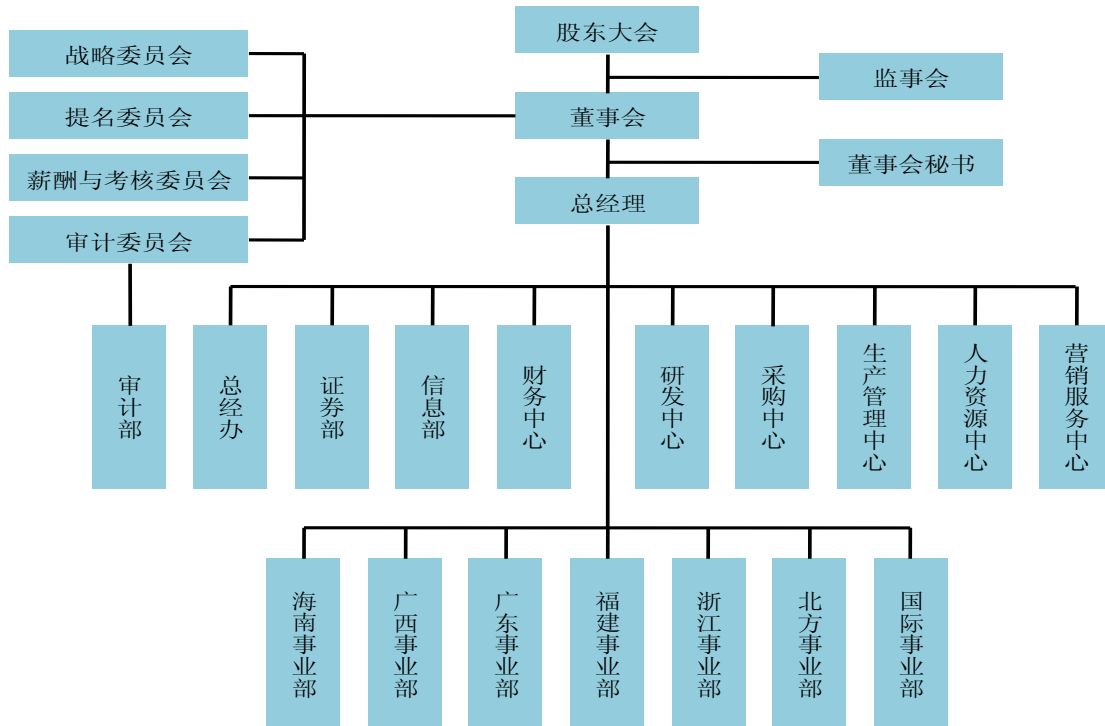 股东大会
战略委员会
监事会
提名委员会
董事会
董事会秘书
薪酬与考核委员会
总经理
审计委员会
审计部
总经办
证券部
信息部
财务中心
研发中心
采购中心
生产管理中心
人力资源中心
营销服务中心
海南事业部
广西事业部
广东事业部
福建事业部
浙江事业部
北方事业部
国际事业部